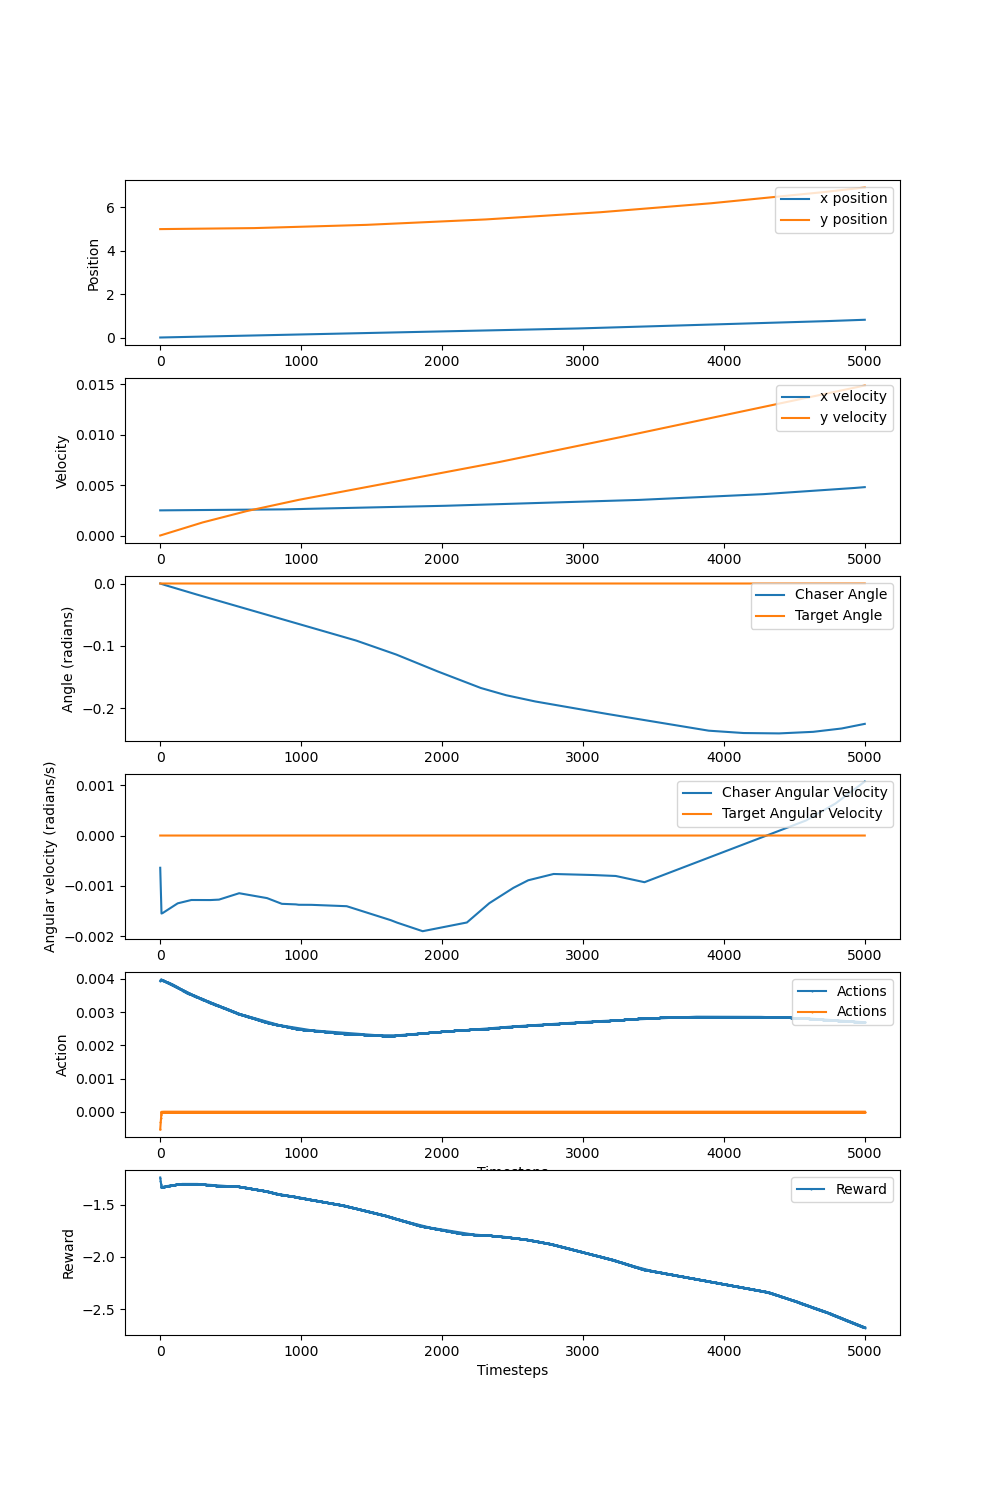 6
4
2
0
Position
x position
y position
0 1000 2000 3000 4000 5000
0.015
0.010
0.005
0.000
Velocity
x velocity
y velocity
0 1000 2000 3000 4000 5000
0.0
−0.1
−0.2
Angle (radians)
Chaser Angle
Target Angle
0 1000 2000 3000 4000 5000
0.001
0.000
−0.001
−0.002
Angular velocity (radians/s)
Chaser Angular Velocity
Target Angular Velocity
0 1000 2000 3000 4000 5000
0.004
0.003
0.002
0.001
0.000
Action
Actions
Actions
0 1000 2000 3000 4000 5000
Timesteps
−1.5
−2.0
−2.5
Reward
Reward
0 1000 2000 3000 4000 5000
Timesteps